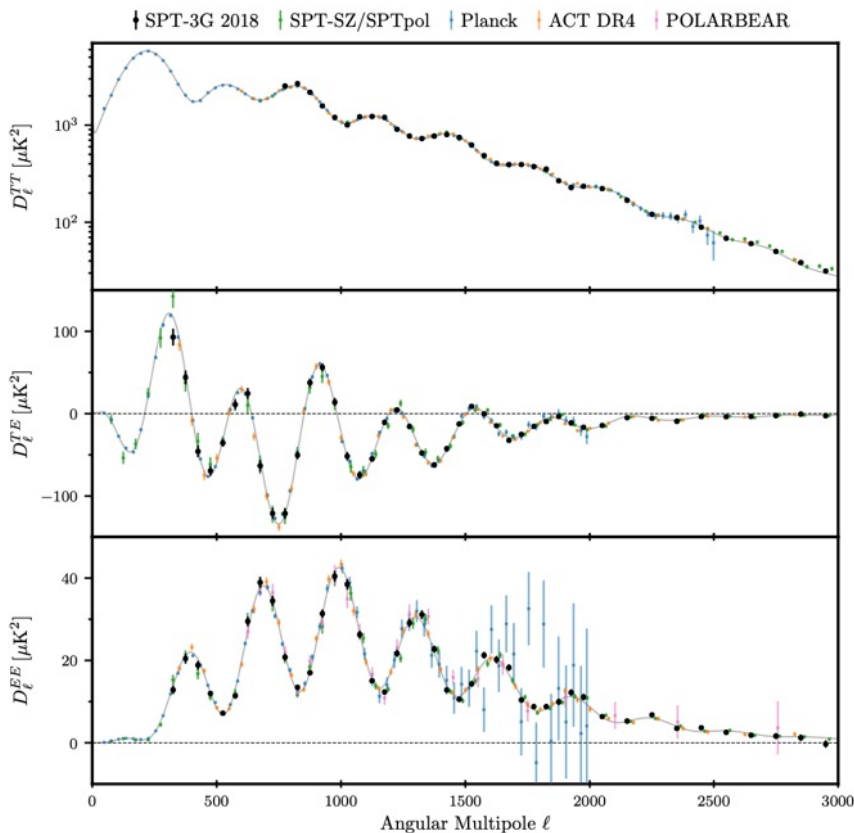 SPT-3G 2018 SPT-SZ/SPTpol Planck ACT DR4 POLARBEAR
10³
10²
D_ℓ^{TT} [μK²]
100
0
−100
D_ℓ^{TE} [μK²]
40
20
0
D_ℓ^{EE} [μK²]
0 500 1000 1500 2000 2500 3000
Angular Multipole ℓ